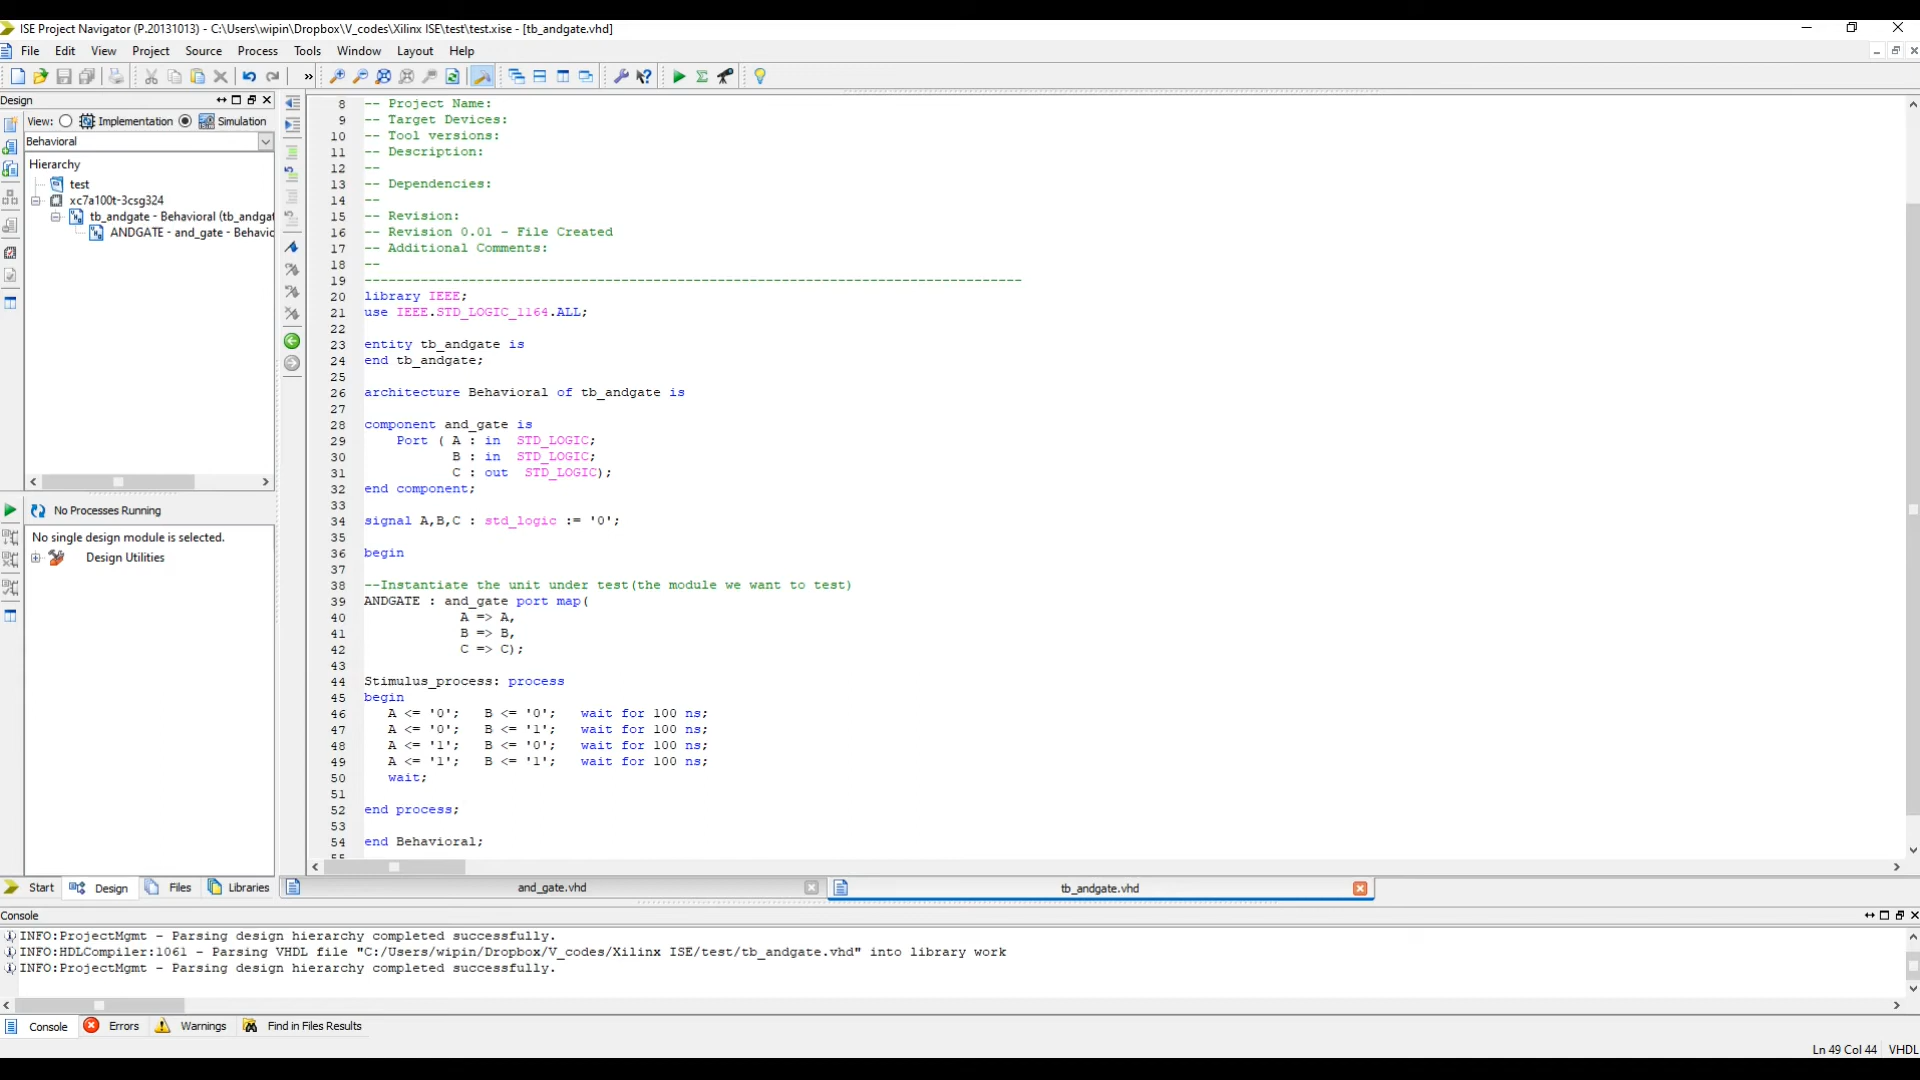 ISE Project Navigator (P.20131013) - C:\Users\wipin\Dropbox\V_codes\Xilinx ISE\test\test.xise - [tb_andgate.vhd]
File Edit View Project Source Process Tools Window Layout Help
Design
View: Implementation Simulation
Behavioral
Hierarchy
test
xc7a100t-3csg324
tb_andgate - Behavioral (tb_andgat
ANDGATE - and_gate - Behavic
No Processes Running
No single design module is selected.
Design Utilities
8 -- Project Name:
9 -- Target Devices:
10 -- Tool versions:
11 -- Description:
12 --
13 -- Dependencies:
14 --
15 -- Revision:
16 -- Revision 0.01 - File Created
17 -- Additional Comments:
18 --
19 ----------------------------------------------------------------------------------
20 library IEEE;
21 use IEEE.STD_LOGIC_1164.ALL;
22
23 entity tb_andgate is
24 end tb_andgate;
25
26 architecture Behavioral of tb_andgate is
27
28 component and_gate is
29 Port ( A : in STD_LOGIC;
30 B : in STD_LOGIC;
31 C : out STD_LOGIC);
32 end component;
33
34 signal A,B,C : std_logic := '0';
35
36 begin
37
38 --Instantiate the unit under test(the module we want to test)
39 ANDGATE : and_gate port map(
40 A => A,
41 B => B,
42 C => C);
43
44 Stimulus_process: process
45 begin
46 A <= '0'; B <= '0'; wait for 100 ns;
47 A <= '0'; B <= '1'; wait for 100 ns;
48 A <= '1'; B <= '0'; wait for 100 ns;
49 A <= '1'; B <= '1'; wait for 100 ns;
50 wait;
51
52 end process;
53
54 end Behavioral;
55
Start Design Files Libraries
and_gate.vhd tb_andgate.vhd
Console
INFO:ProjectMgmt - Parsing design hierarchy completed successfully.
INFO:HDLCompiler:1061 - Parsing VHDL file "C:/Users/wipin/Dropbox/V_codes/Xilinx ISE/test/tb_andgate.vhd" into library work
INFO:ProjectMgmt - Parsing design hierarchy completed successfully.
Console Errors Warnings Find in Files Results
Ln 49 Col 44 VHDL